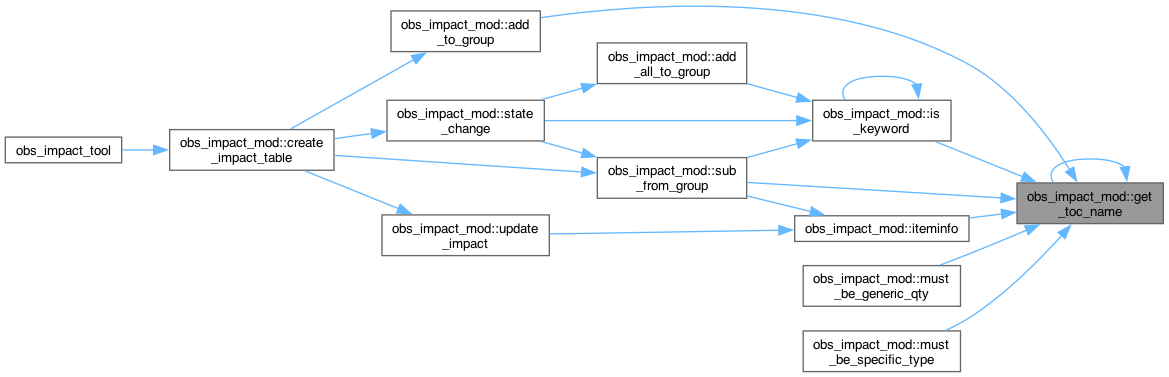 obs_impact_mod::add
_to_group
obs_impact_mod::add
_all_to_group
obs_impact_mod::state
_change
obs_impact_mod::is
_keyword
obs_impact_tool
obs_impact_mod::create
_impact_table
obs_impact_mod::sub
_from_group
obs_impact_mod::get
_toc_name
obs_impact_mod::update
_impact
obs_impact_mod::iteminfo
obs_impact_mod::must
_be_generic_qty
obs_impact_mod::must
_be_specific_type